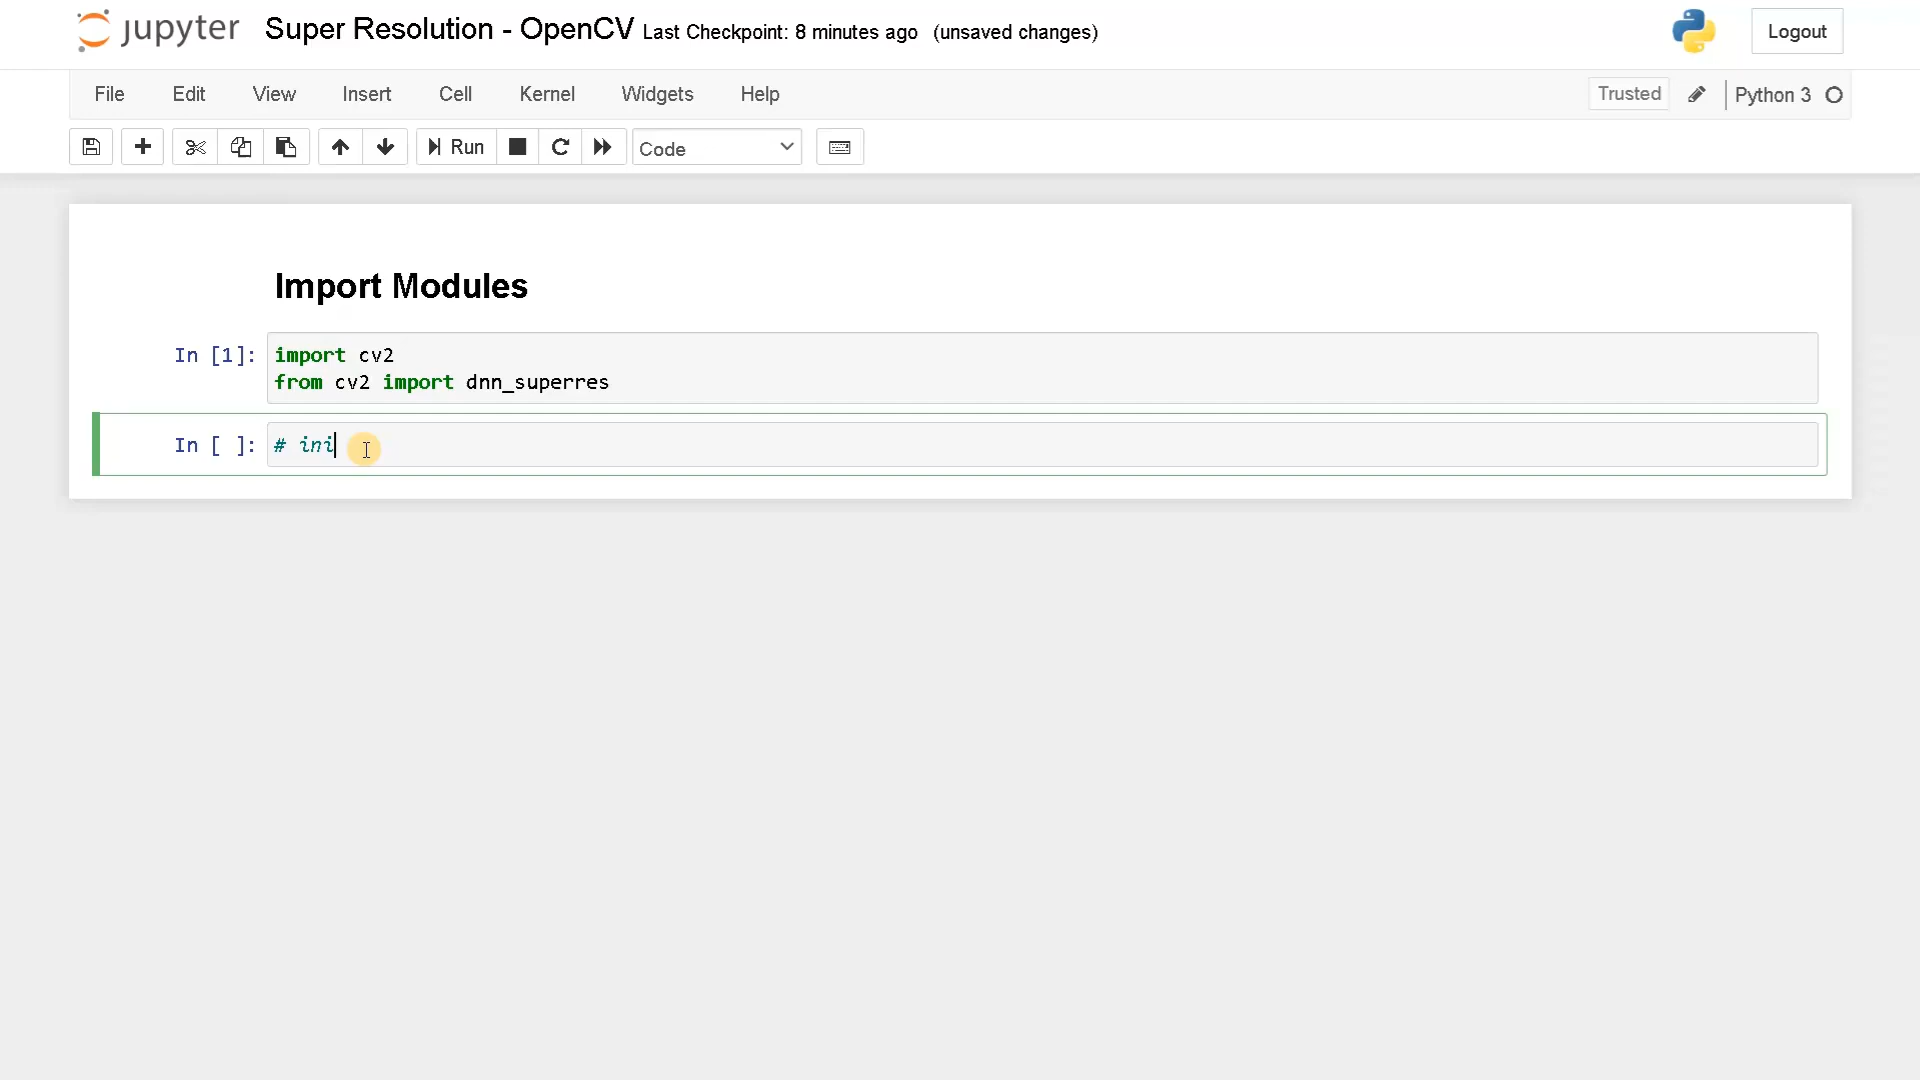 jupyter Super Resolution - OpenCV Last Checkpoint: 8 minutes ago (unsaved changes) Logout
File Edit View Insert Cell Kernel Widgets Help Trusted Python 3
Run Code
Import Modules
In [1]: import cv2
from cv2 import dnn_superres
In [ ]: # ini